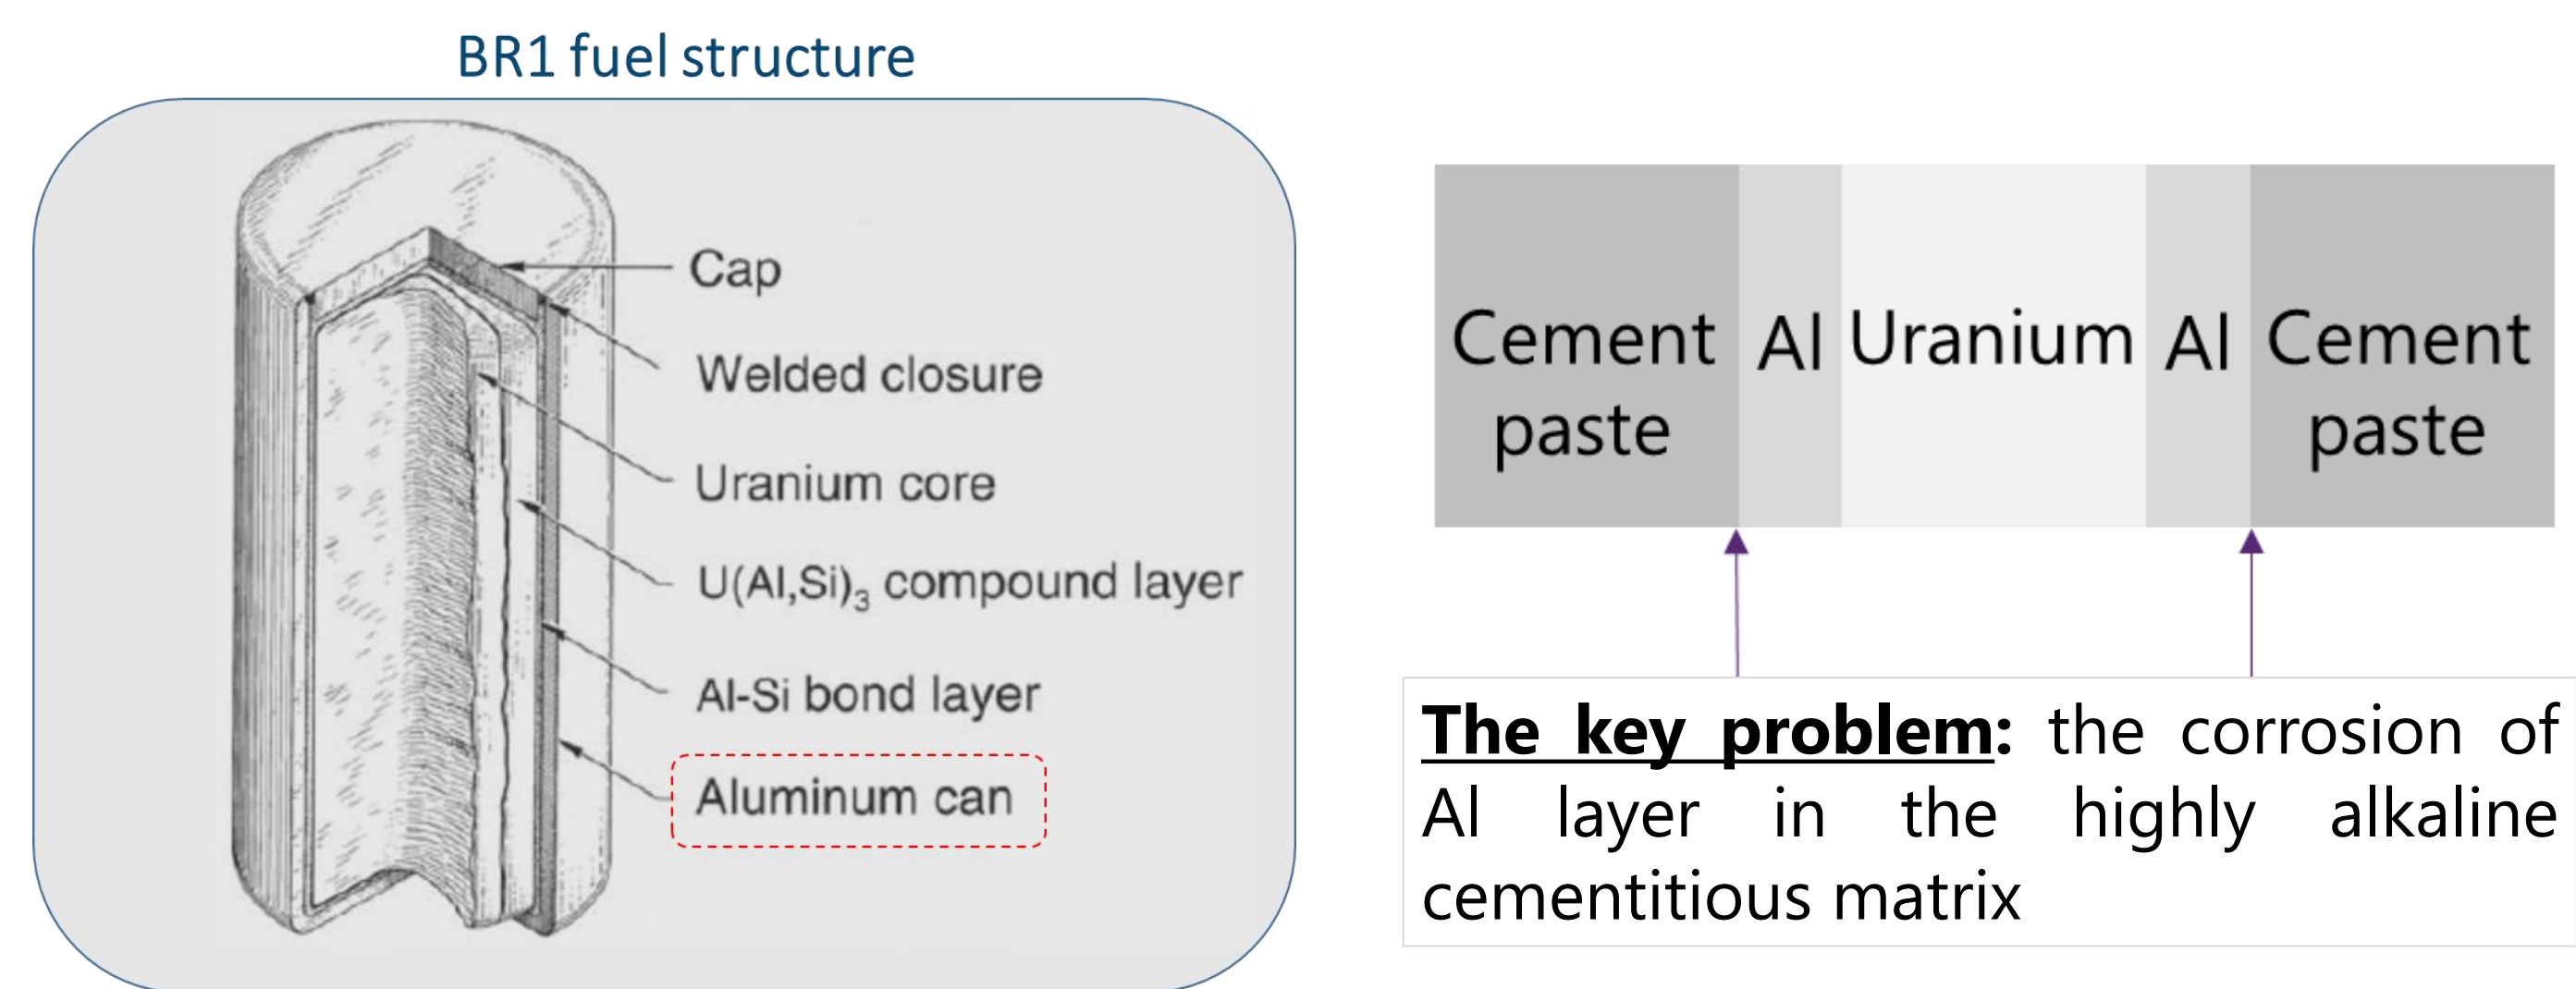 BR1 fuel structure
Cap
Welded closure
Uranium core
U(Al,Si)₃ compound layer
Al-Si bond layer
Aluminum can
Cement
paste
Al
Uranium
Al
Cement
paste
The key problem: the corrosion of
Al layer in the highly alkaline
cementitious matrix